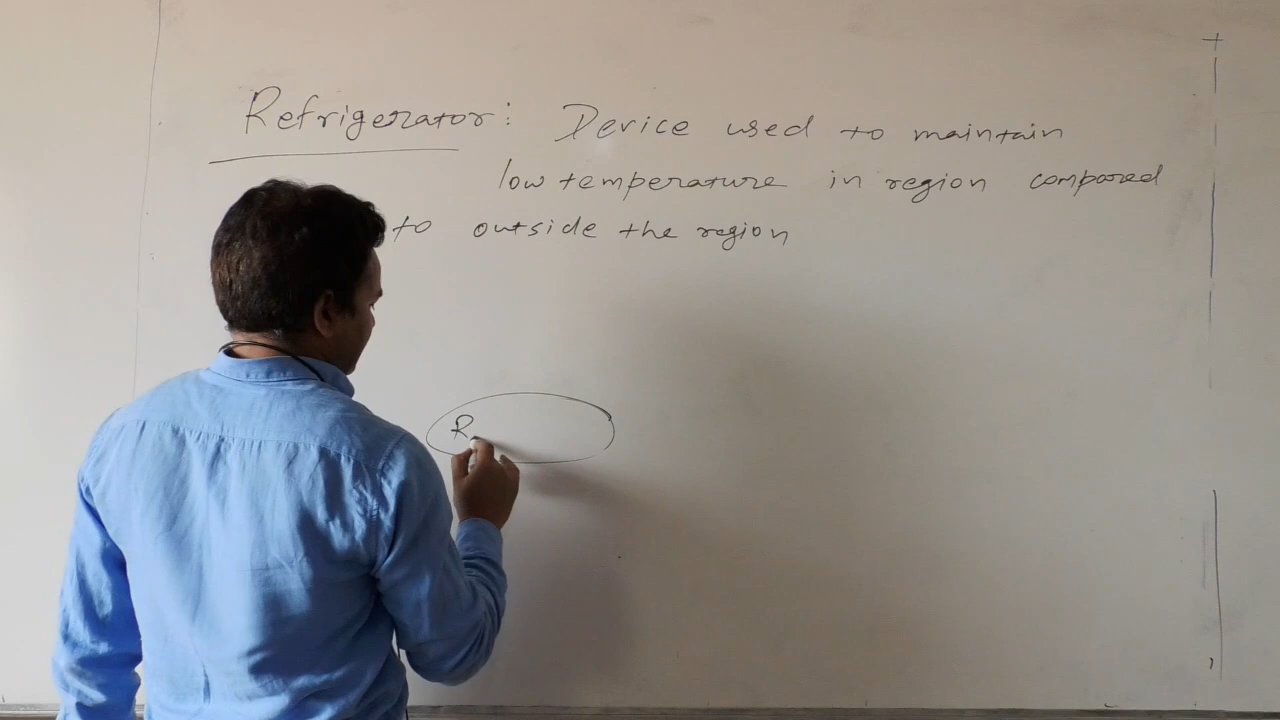 Refrigerator: Device used to maintain
low temperature in region compared
to outside the region
R